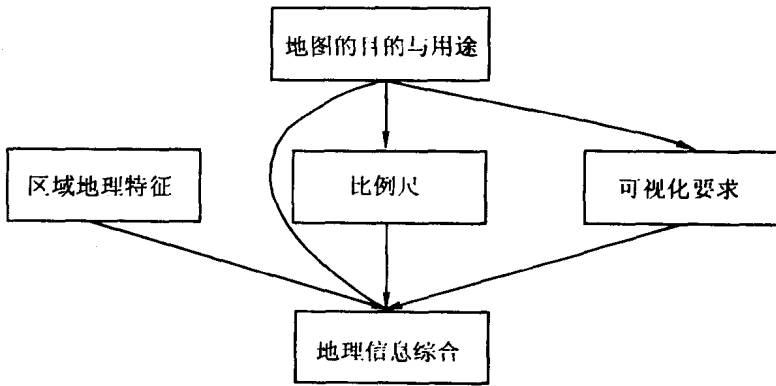 地图的目的与用途
区域地理特征
比例尺
可视化要求
地理信息综合